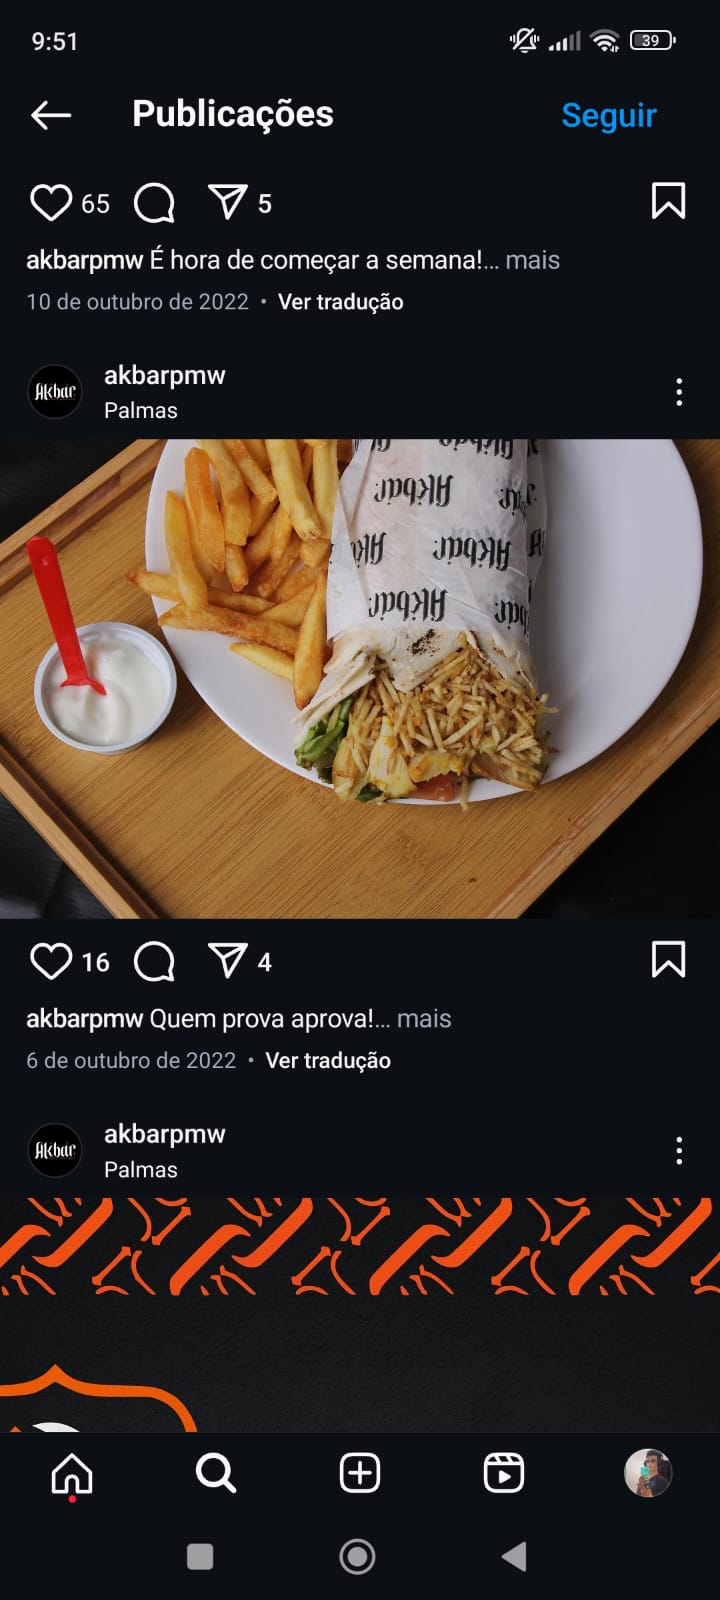 9:51
39
Publicações
Seguir
65
5
akbarpmw É hora de começar a semana!... mais
10 de outubro de 2022 • Ver tradução
Akbar
akbarpmw
Palmas
Akbar
Akbar
Akbar
Akbar
16
4
akbarpmw Quem prova aprova!... mais
6 de outubro de 2022 • Ver tradução
Akbar
akbarpmw
Palmas